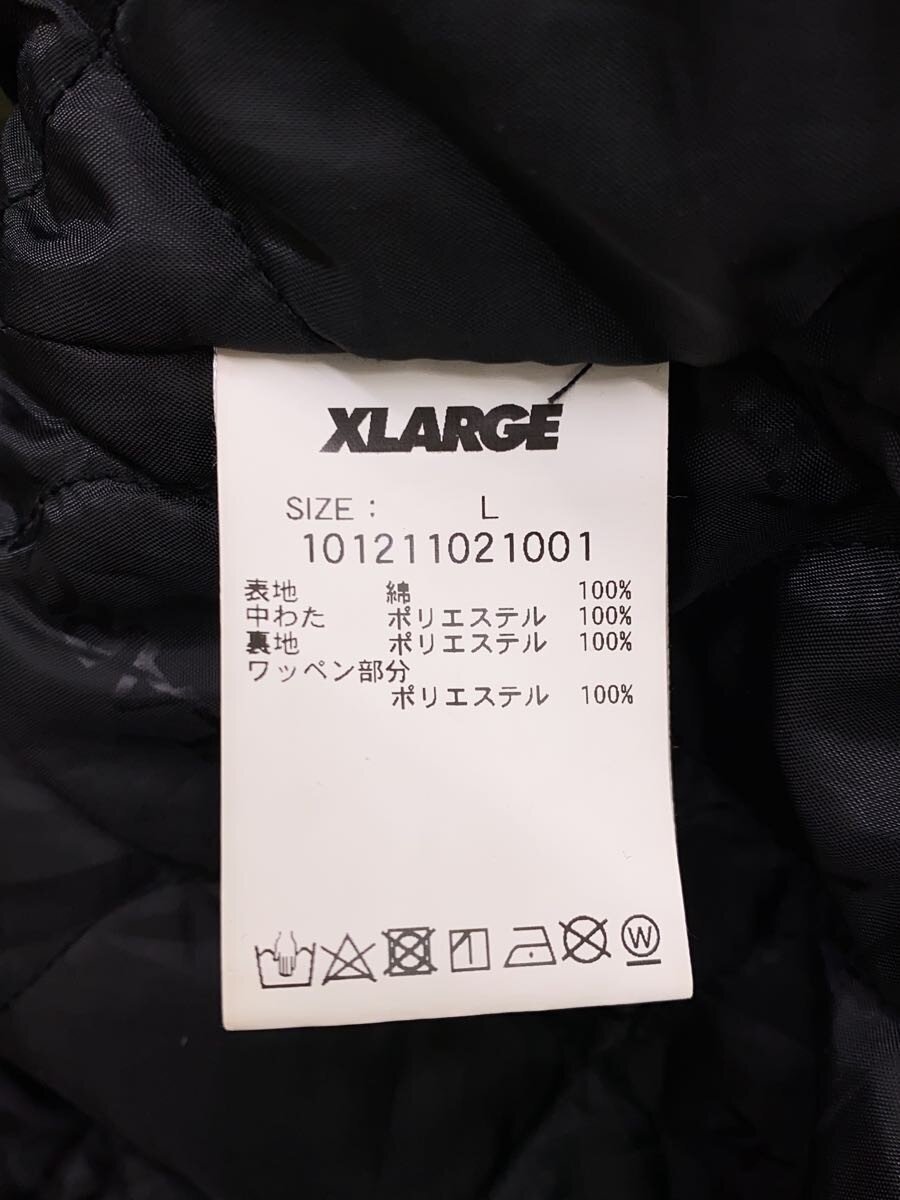 XLARGE
SIZE： L
101211021001
表地 綿 100%
中わた ポリエステル 100%
裏地 ポリエステル 100%
ワッペン部分
ポリエステル 100%
W